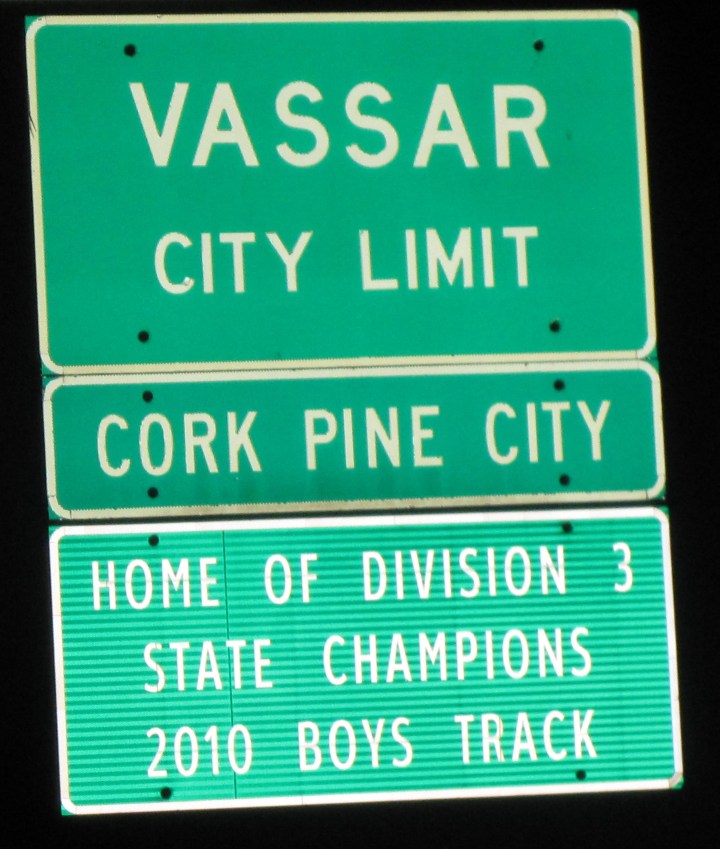 VASSAR
CITY LIMIT
CORK PINE CITY
HOME OF DIVISION 3
STATE CHAMPIONS
2010 BOYS TRACK